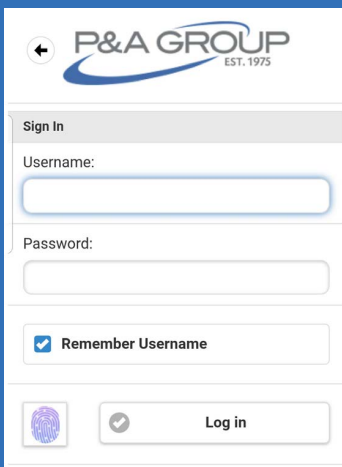 P&A GROUP
EST. 1975
Sign In
Username:
Password:
Remember Username
Log in